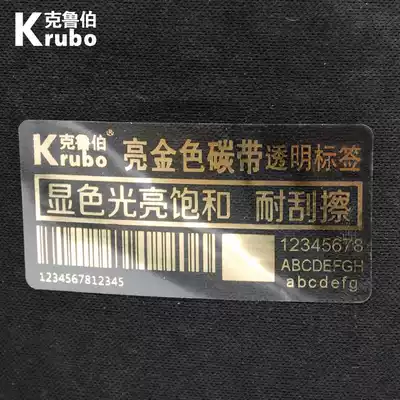 克鲁伯
Krubo
克鲁伯®
Krubo
亮金色碳带透明标签
显色光亮饱和 耐刮擦
12345678
ABCDEFGH
abcdefg
1234567812345